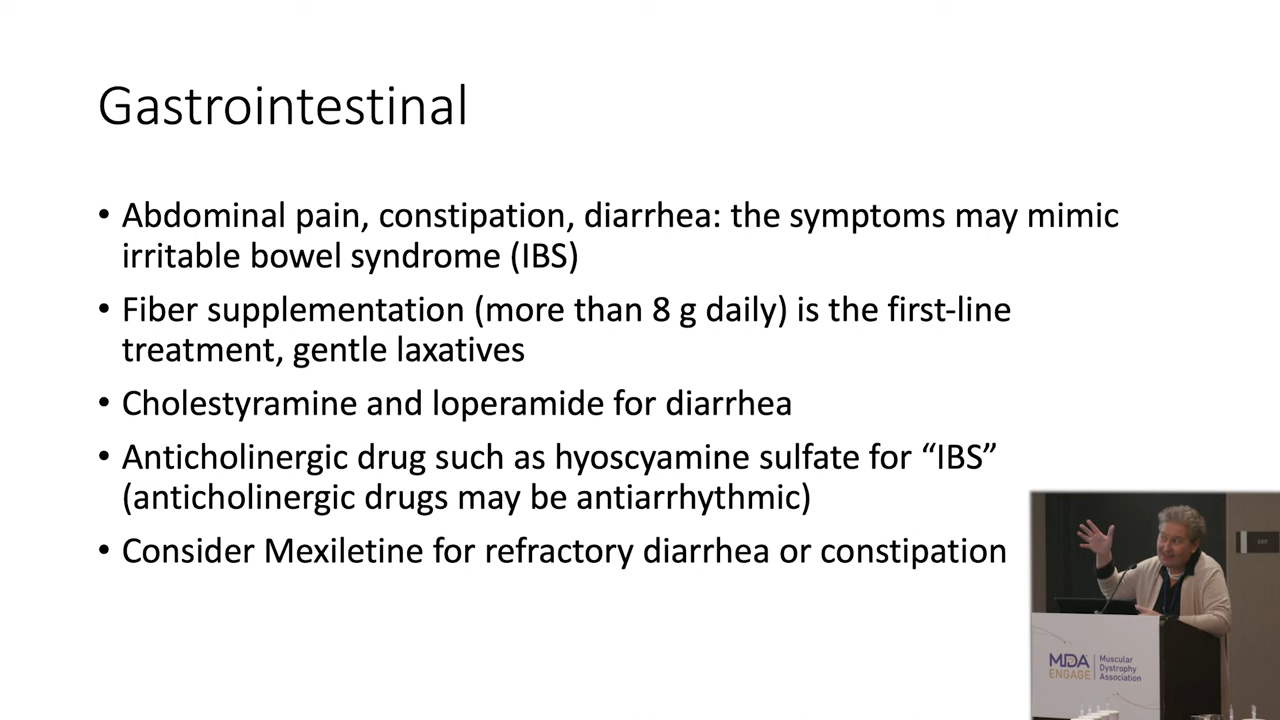 Gastrointestinal
• Abdominal pain, constipation, diarrhea: the symptoms may mimic
irritable bowel syndrome (IBS)
• Fiber supplementation (more than 8 g daily) is the first-line
treatment, gentle laxatives
• Cholestyramine and loperamide for diarrhea
• Anticholinergic drug such as hyoscyamine sulfate for “IBS”
(anticholinergic drugs may be antiarrhythmic)
• Consider Mexiletine for refractory diarrhea or constipation
EXIT
MDA
ENGAGE
Muscular
Dystrophy
Association